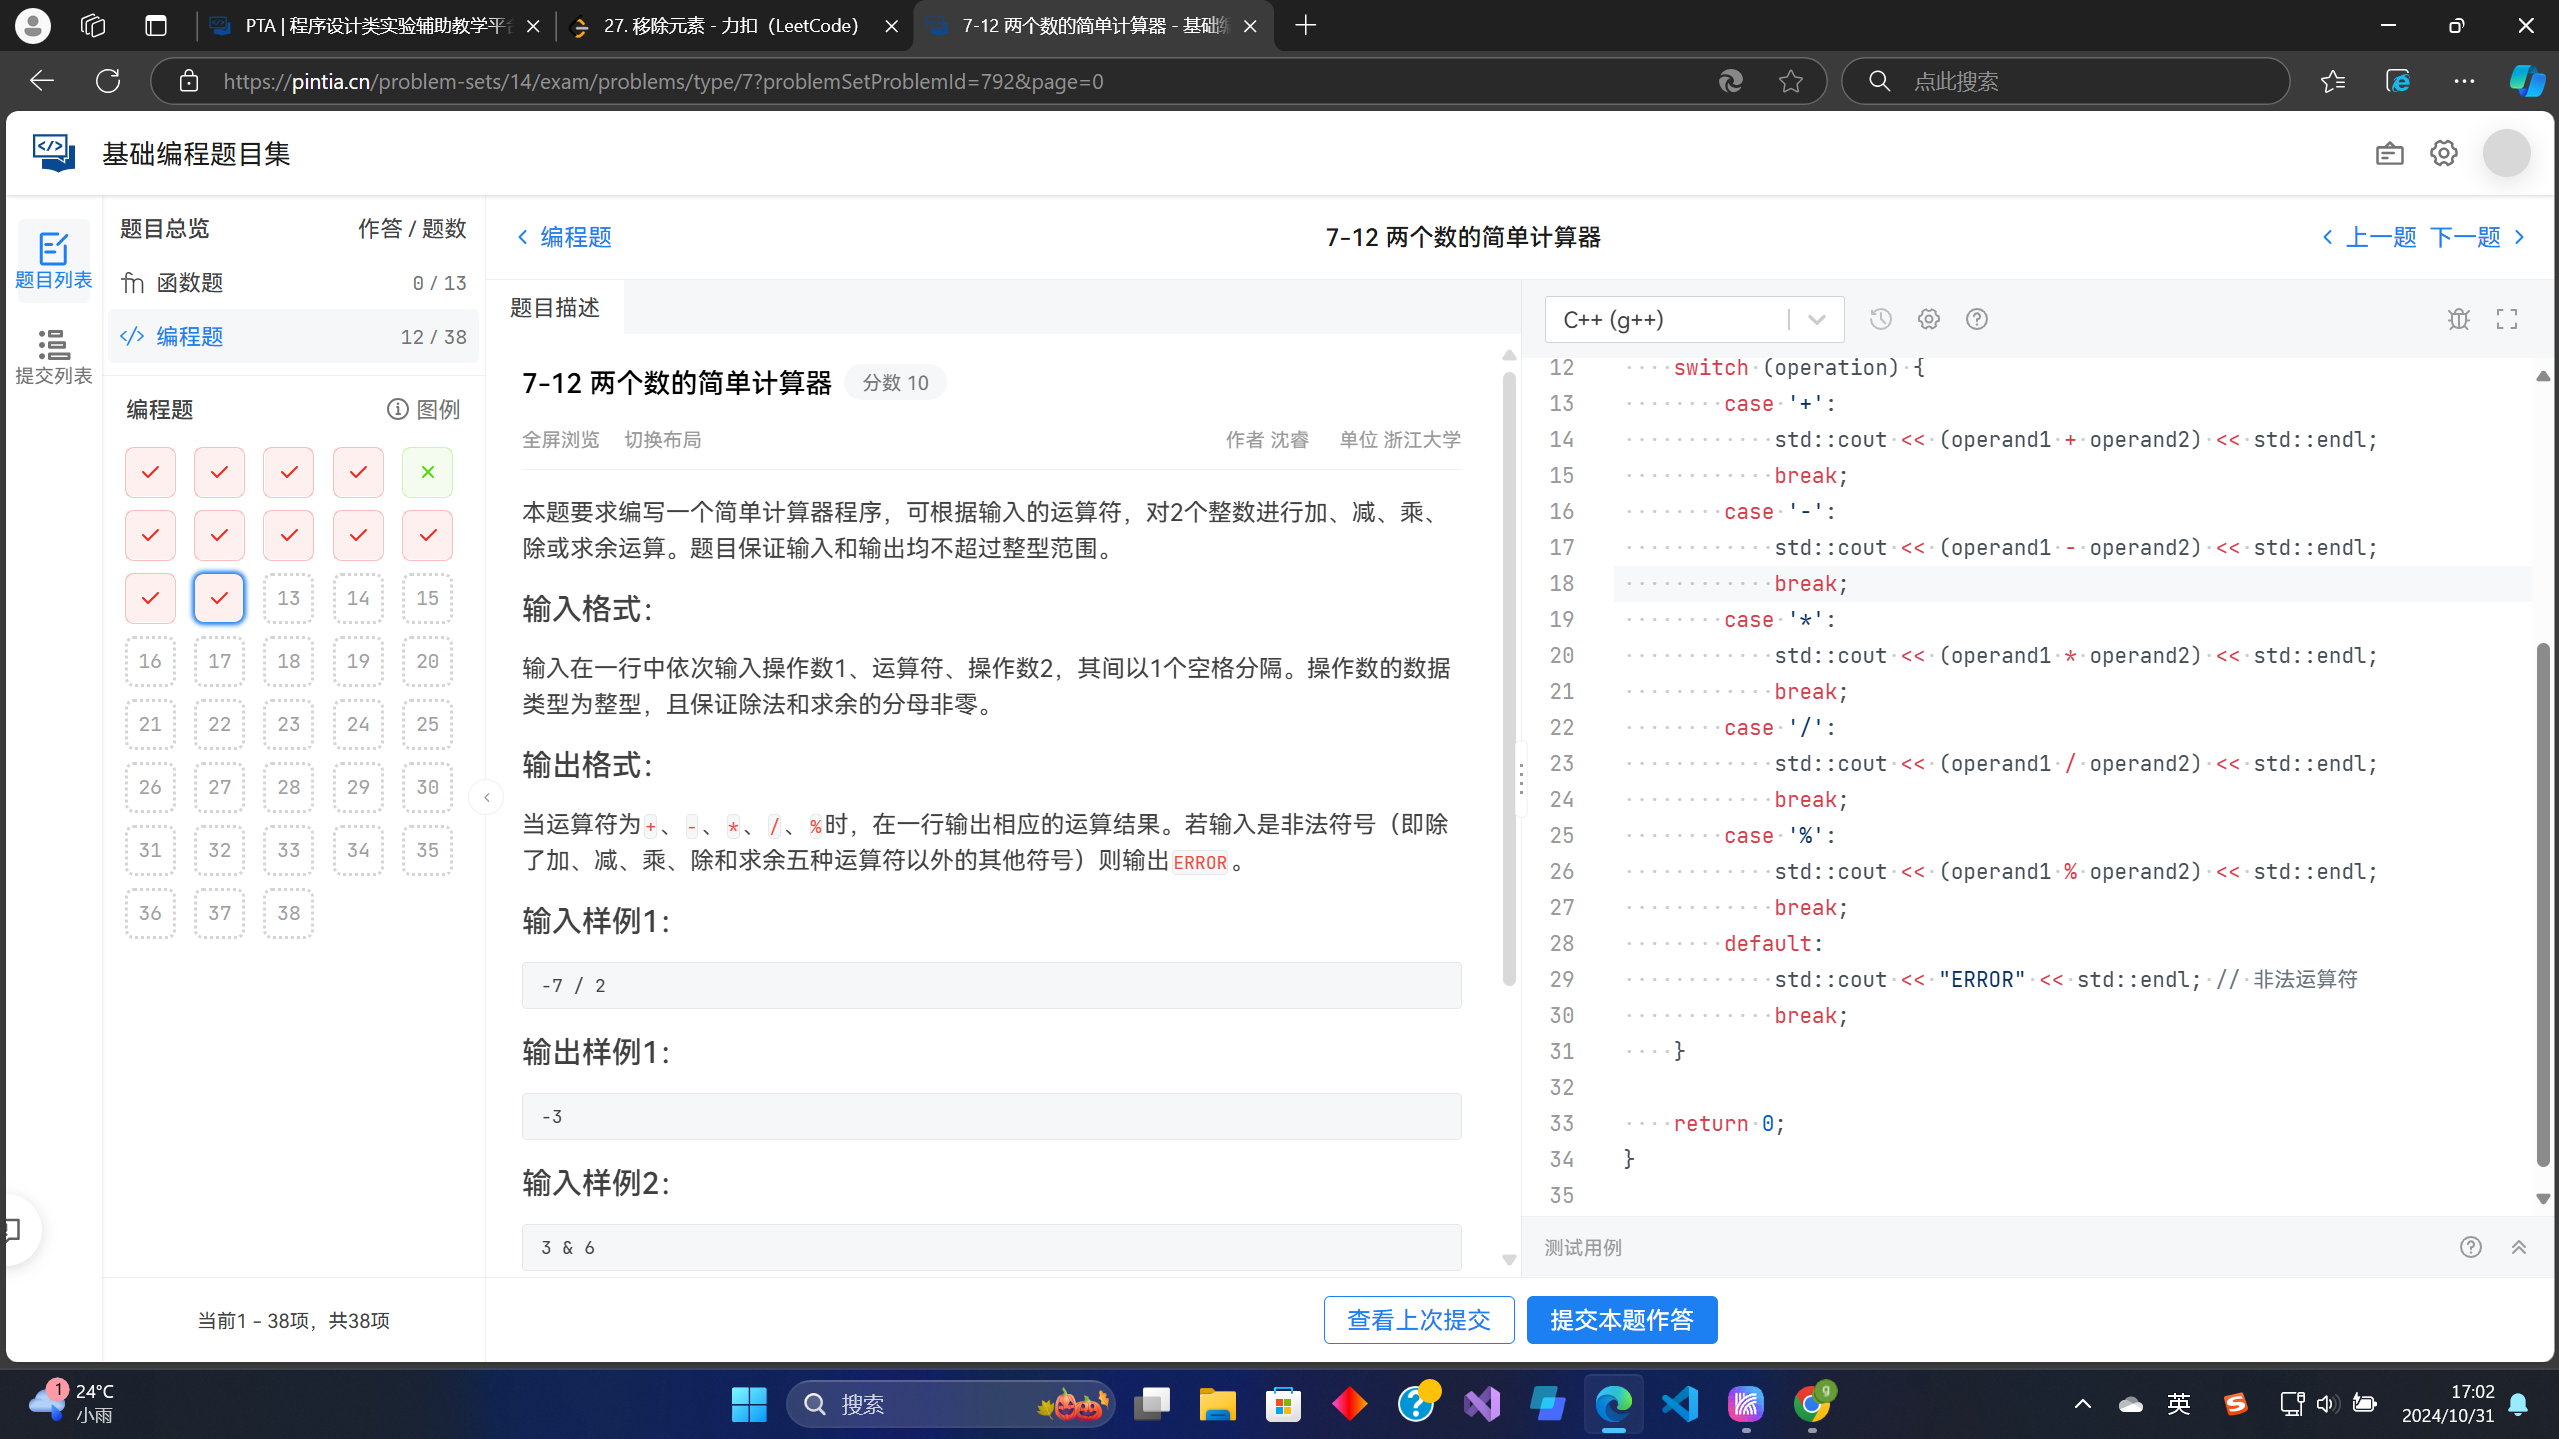 PTA | 程序设计类实验辅助教学平台
27. 移除元素 - 力扣（LeetCode）
7-12 两个数的简单计算器 - 基础编
https://pintia.cn/problem-sets/14/exam/problems/type/7?problemSetProblemId=792&page=0
点此搜索
基础编程题目集
题目列表
提交列表
题目总览 作答 / 题数
fn 函数题 0 / 13
</> 编程题 12 / 38
编程题 图例
13 14 15
16 17 18 19 20
21 22 23 24 25
26 27 28 29 30
31 32 33 34 35
36 37 38
当前1 - 38项，共38项
编程题
7-12 两个数的简单计算器
上一题 下一题
题目描述
7-12 两个数的简单计算器 分数 10
全屏浏览 切换布局 作者 沈睿 单位 浙江大学
本题要求编写一个简单计算器程序，可根据输入的运算符，对2个整数进行加、减、乘、
除或求余运算。题目保证输入和输出均不超过整型范围。
输入格式：
输入在一行中依次输入操作数1、运算符、操作数2，其间以1个空格分隔。操作数的数据
类型为整型，且保证除法和求余的分母非零。
输出格式：
当运算符为+、-、*、/、%时，在一行输出相应的运算结果。若输入是非法符号（即除
了加、减、乘、除和求余五种运算符以外的其他符号）则输出ERROR。
输入样例1：
-7 / 2
输出样例1：
-3
输入样例2：
3 & 6
C++ (g++)
12 switch (operation) {
13 case '+':
14 std::cout << (operand1 + operand2) << std::endl;
15 break;
16 case '-':
17 std::cout << (operand1 - operand2) << std::endl;
18 break;
19 case '*':
20 std::cout << (operand1 * operand2) << std::endl;
21 break;
22 case '/':
23 std::cout << (operand1 / operand2) << std::endl;
24 break;
25 case '%':
26 std::cout << (operand1 % operand2) << std::endl;
27 break;
28 default:
29 std::cout << "ERROR" << std::endl; // 非法运算符
30 break;
31 }
32
33 return 0;
34 }
35
测试用例
查看上次提交
提交本题作答
1
24°C
小雨
搜索
g
英
17:02
2024/10/31